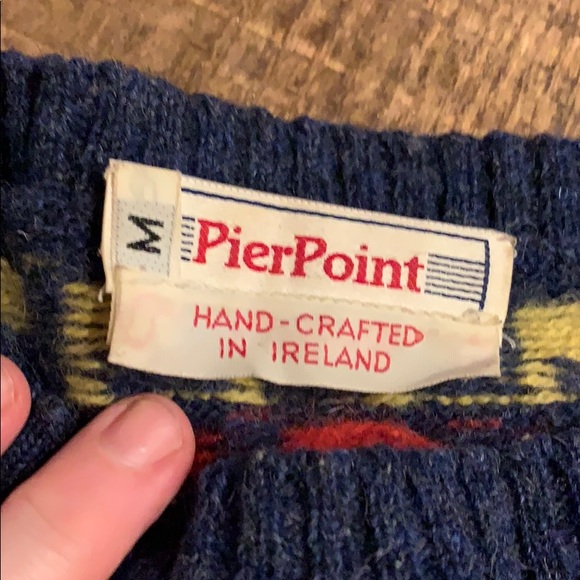 M
PierPoint
HAND-CRAFTED
IN IRELAND